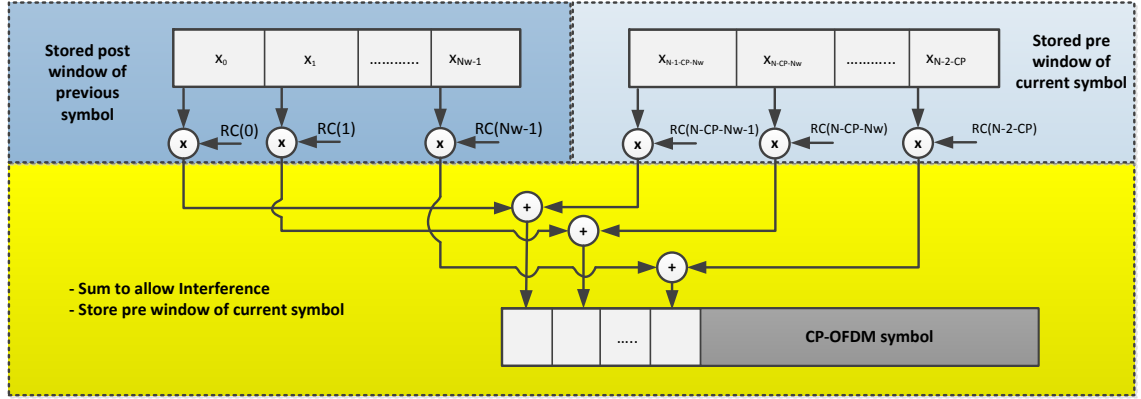 Stored post
window of
previous
symbol
X0 X1 ............ XNw-1
XN-1-CP-Nw XN-CP-Nw ............ XN-2-CP
Stored pre
window of
current symbol
RC(0) RC(1) RC(Nw-1) RC(N-CP-Nw-1) RC(N-CP-Nw) RC(N-2-CP)
x x x x x x
+
+
+
- Sum to allow Interference
- Store pre window of current symbol
..... CP-OFDM symbol